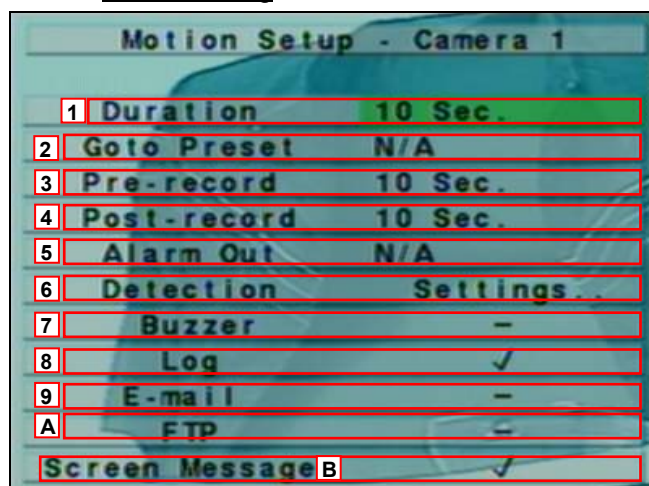 Motion Setup - Camera 1
1 Duration 10 Sec.
2 Goto Preset N/A
3 Pre-record 10 Sec.
4 Post-record 10 Sec.
5 Alarm Out N/A
6 Detection Settings..
7 Buzzer –
8 Log ✓
9 E-mail –
A FTP –
Screen Message B ✓